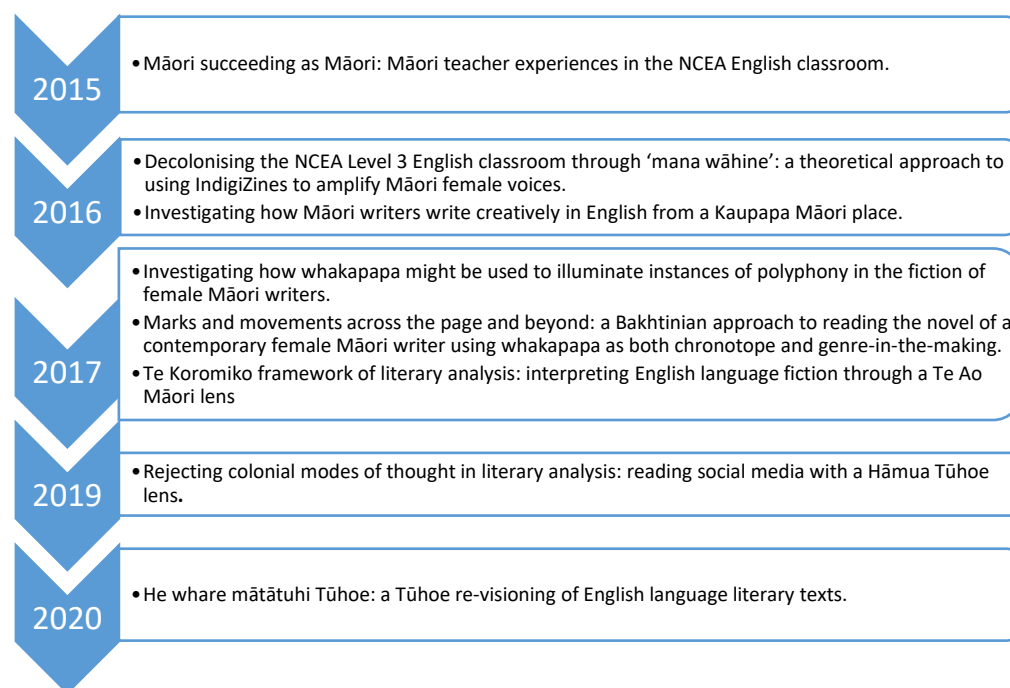 2015
•Māori succeeding as Māori: Māori teacher experiences in the NCEA English classroom.
2016
•Decolonising the NCEA Level 3 English classroom through ‘mana wāhine’: a theoretical approach to
using IndigiZines to amplify Māori female voices.
•Investigating how Māori writers write creatively in English from a Kaupapa Māori place.
2017
•Investigating how whakapapa might be used to illuminate instances of polyphony in the fiction of
female Māori writers.
•Marks and movements across the page and beyond: a Bakhtinian approach to reading the novel of a
contemporary female Māori writer using whakapapa as both chronotope and genre-in-the-making.
•Te Koromiko framework of literary analysis: interpreting English language fiction through a Te Ao
Māori lens
2019
•Rejecting colonial modes of thought in literary analysis: reading social media with a Hāmua Tūhoe
lens.
2020
•He whare mātātuhi Tūhoe: a Tūhoe re-visioning of English language literary texts.